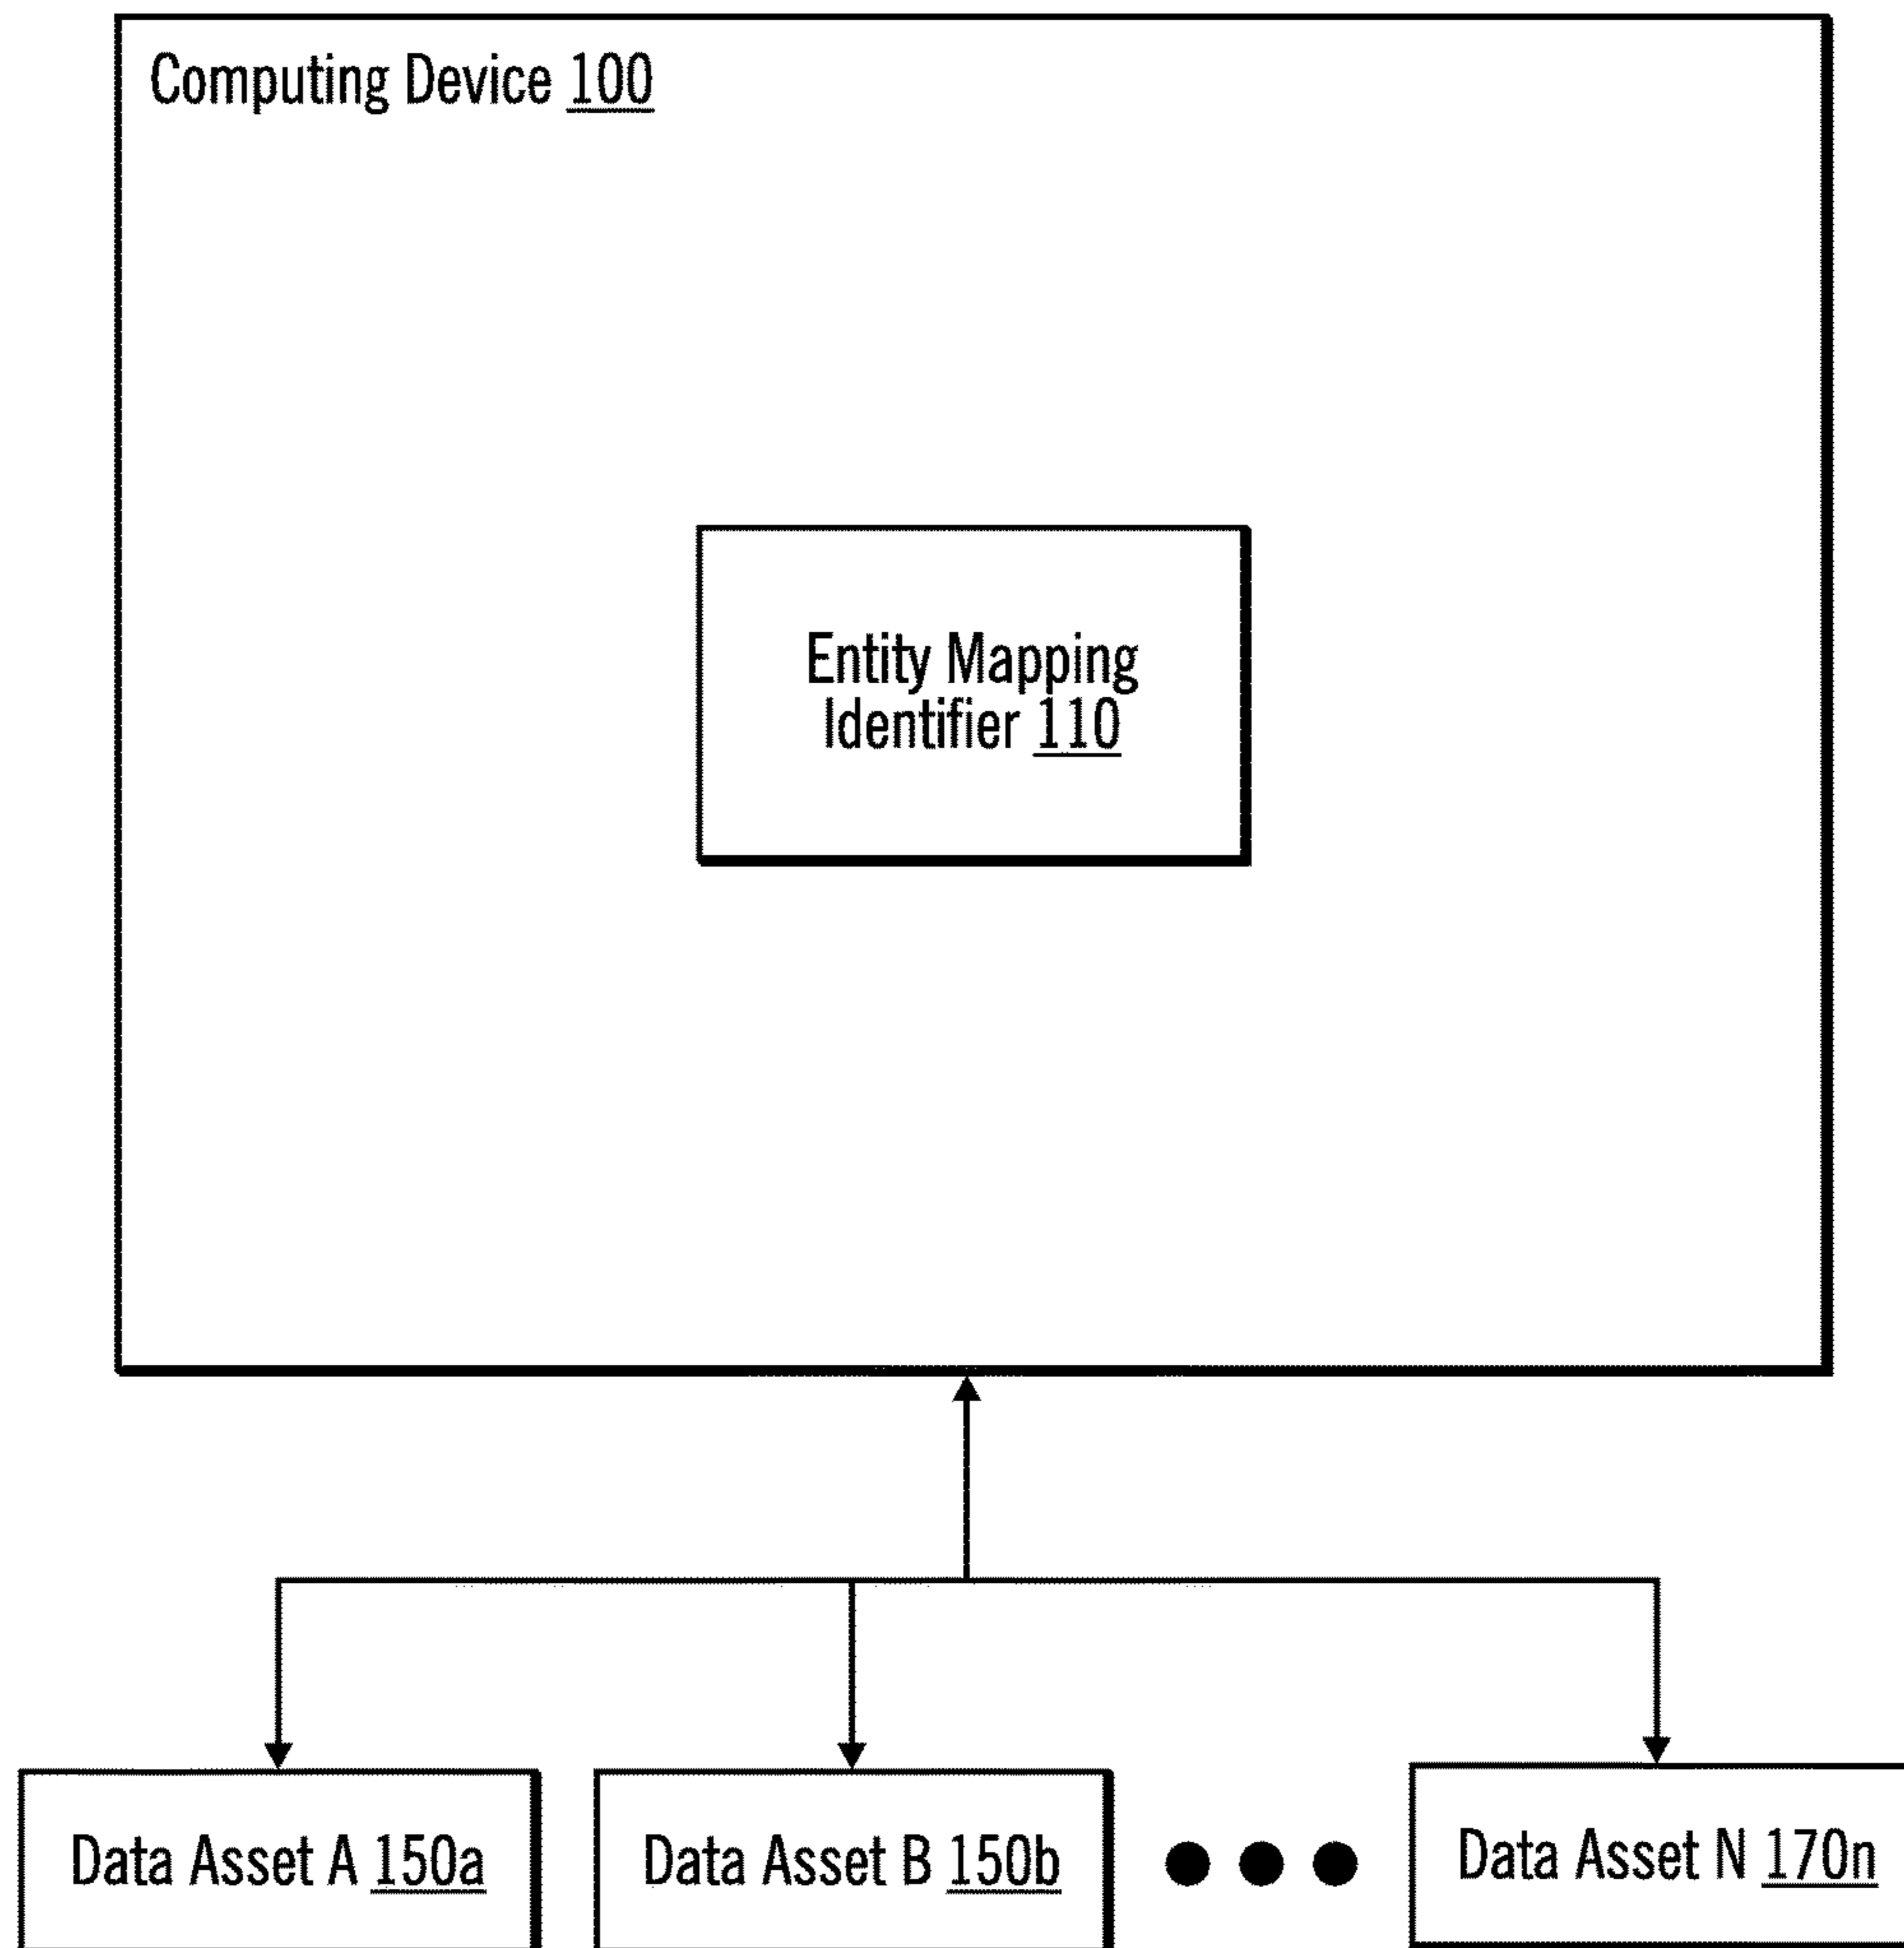 Computing Device 100
Entity Mapping
Identifier 110
Data Asset A 150a
Data Asset B 150b
Data Asset N 170n